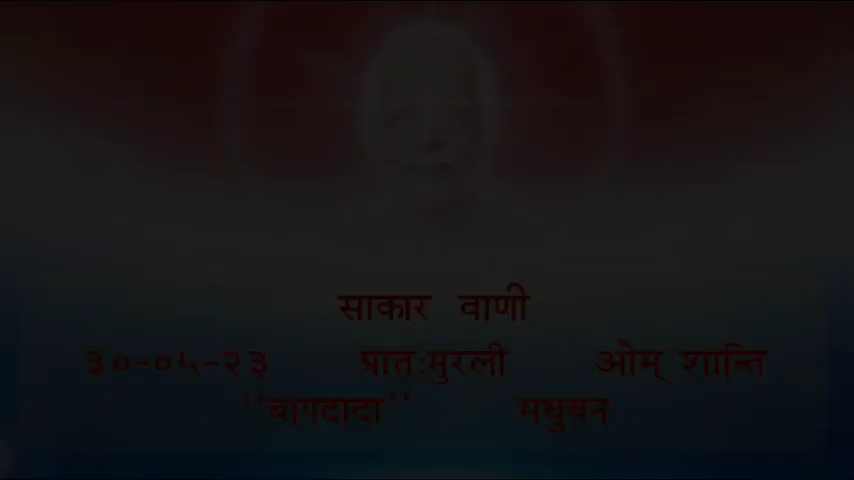 साकार वाणी
३०-०५-२३ प्रात:मुरली ओम् शान्ति
"बापदादा" मधुबन